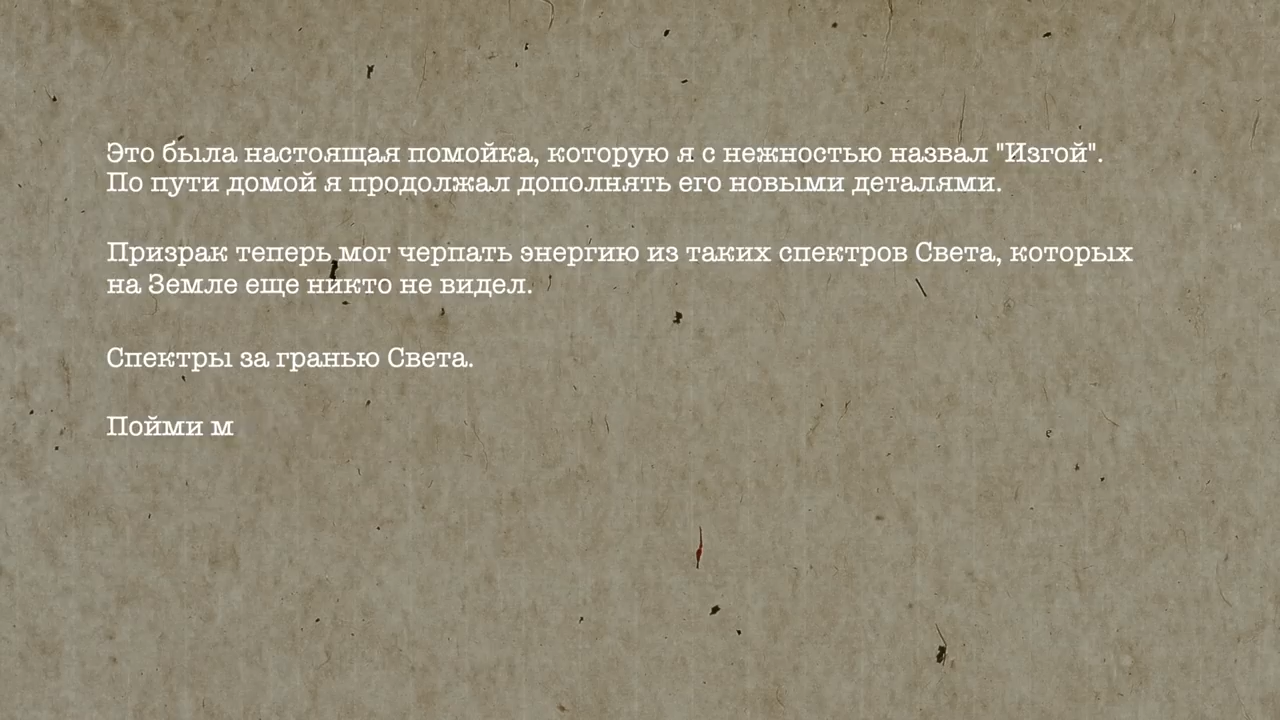 Это была настоящая помойка, которую я с нежностью назвал "Изгой".
По пути домой я продолжал дополнять его новыми деталями.
Призрак теперь мог черпать энергию из таких спектров Света, которых
на Земле еще никто не видел.
Спектры за гранью Света.
Пойми м